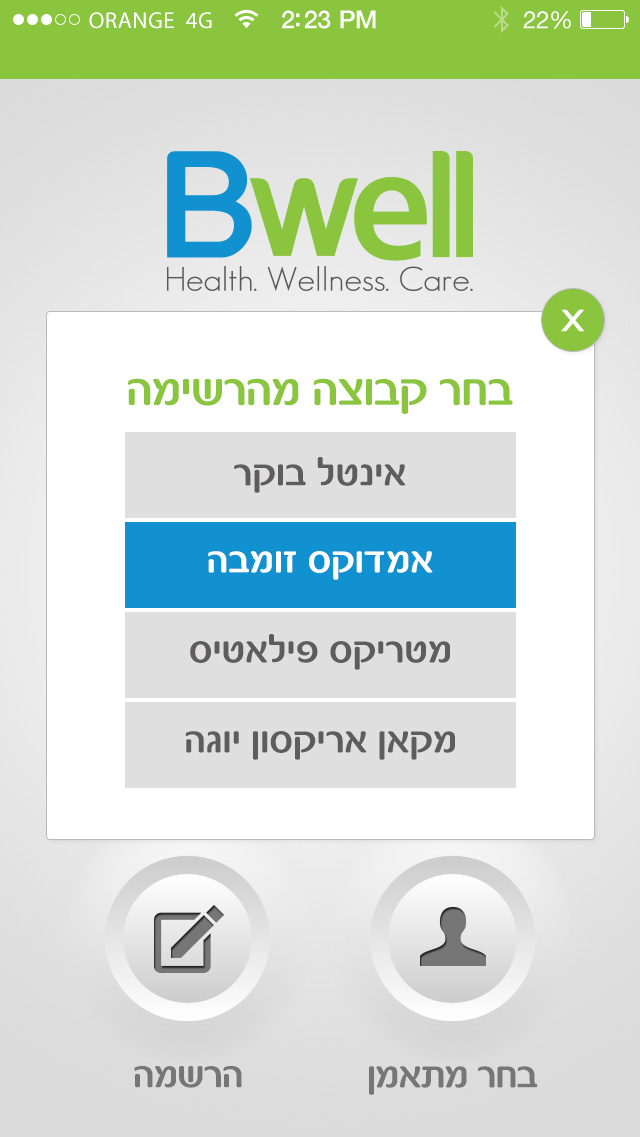 ORANGE 4G 2:23 PM 22%
Bwell
Health. Wellness. Care.
X
בחר קבוצה מהרשימה
אינטל בוקר
אמדוקס זומבה
מטריקס פילאטיס
מקאן אריקסון יוגה
בחר מתאמן
הרשמה